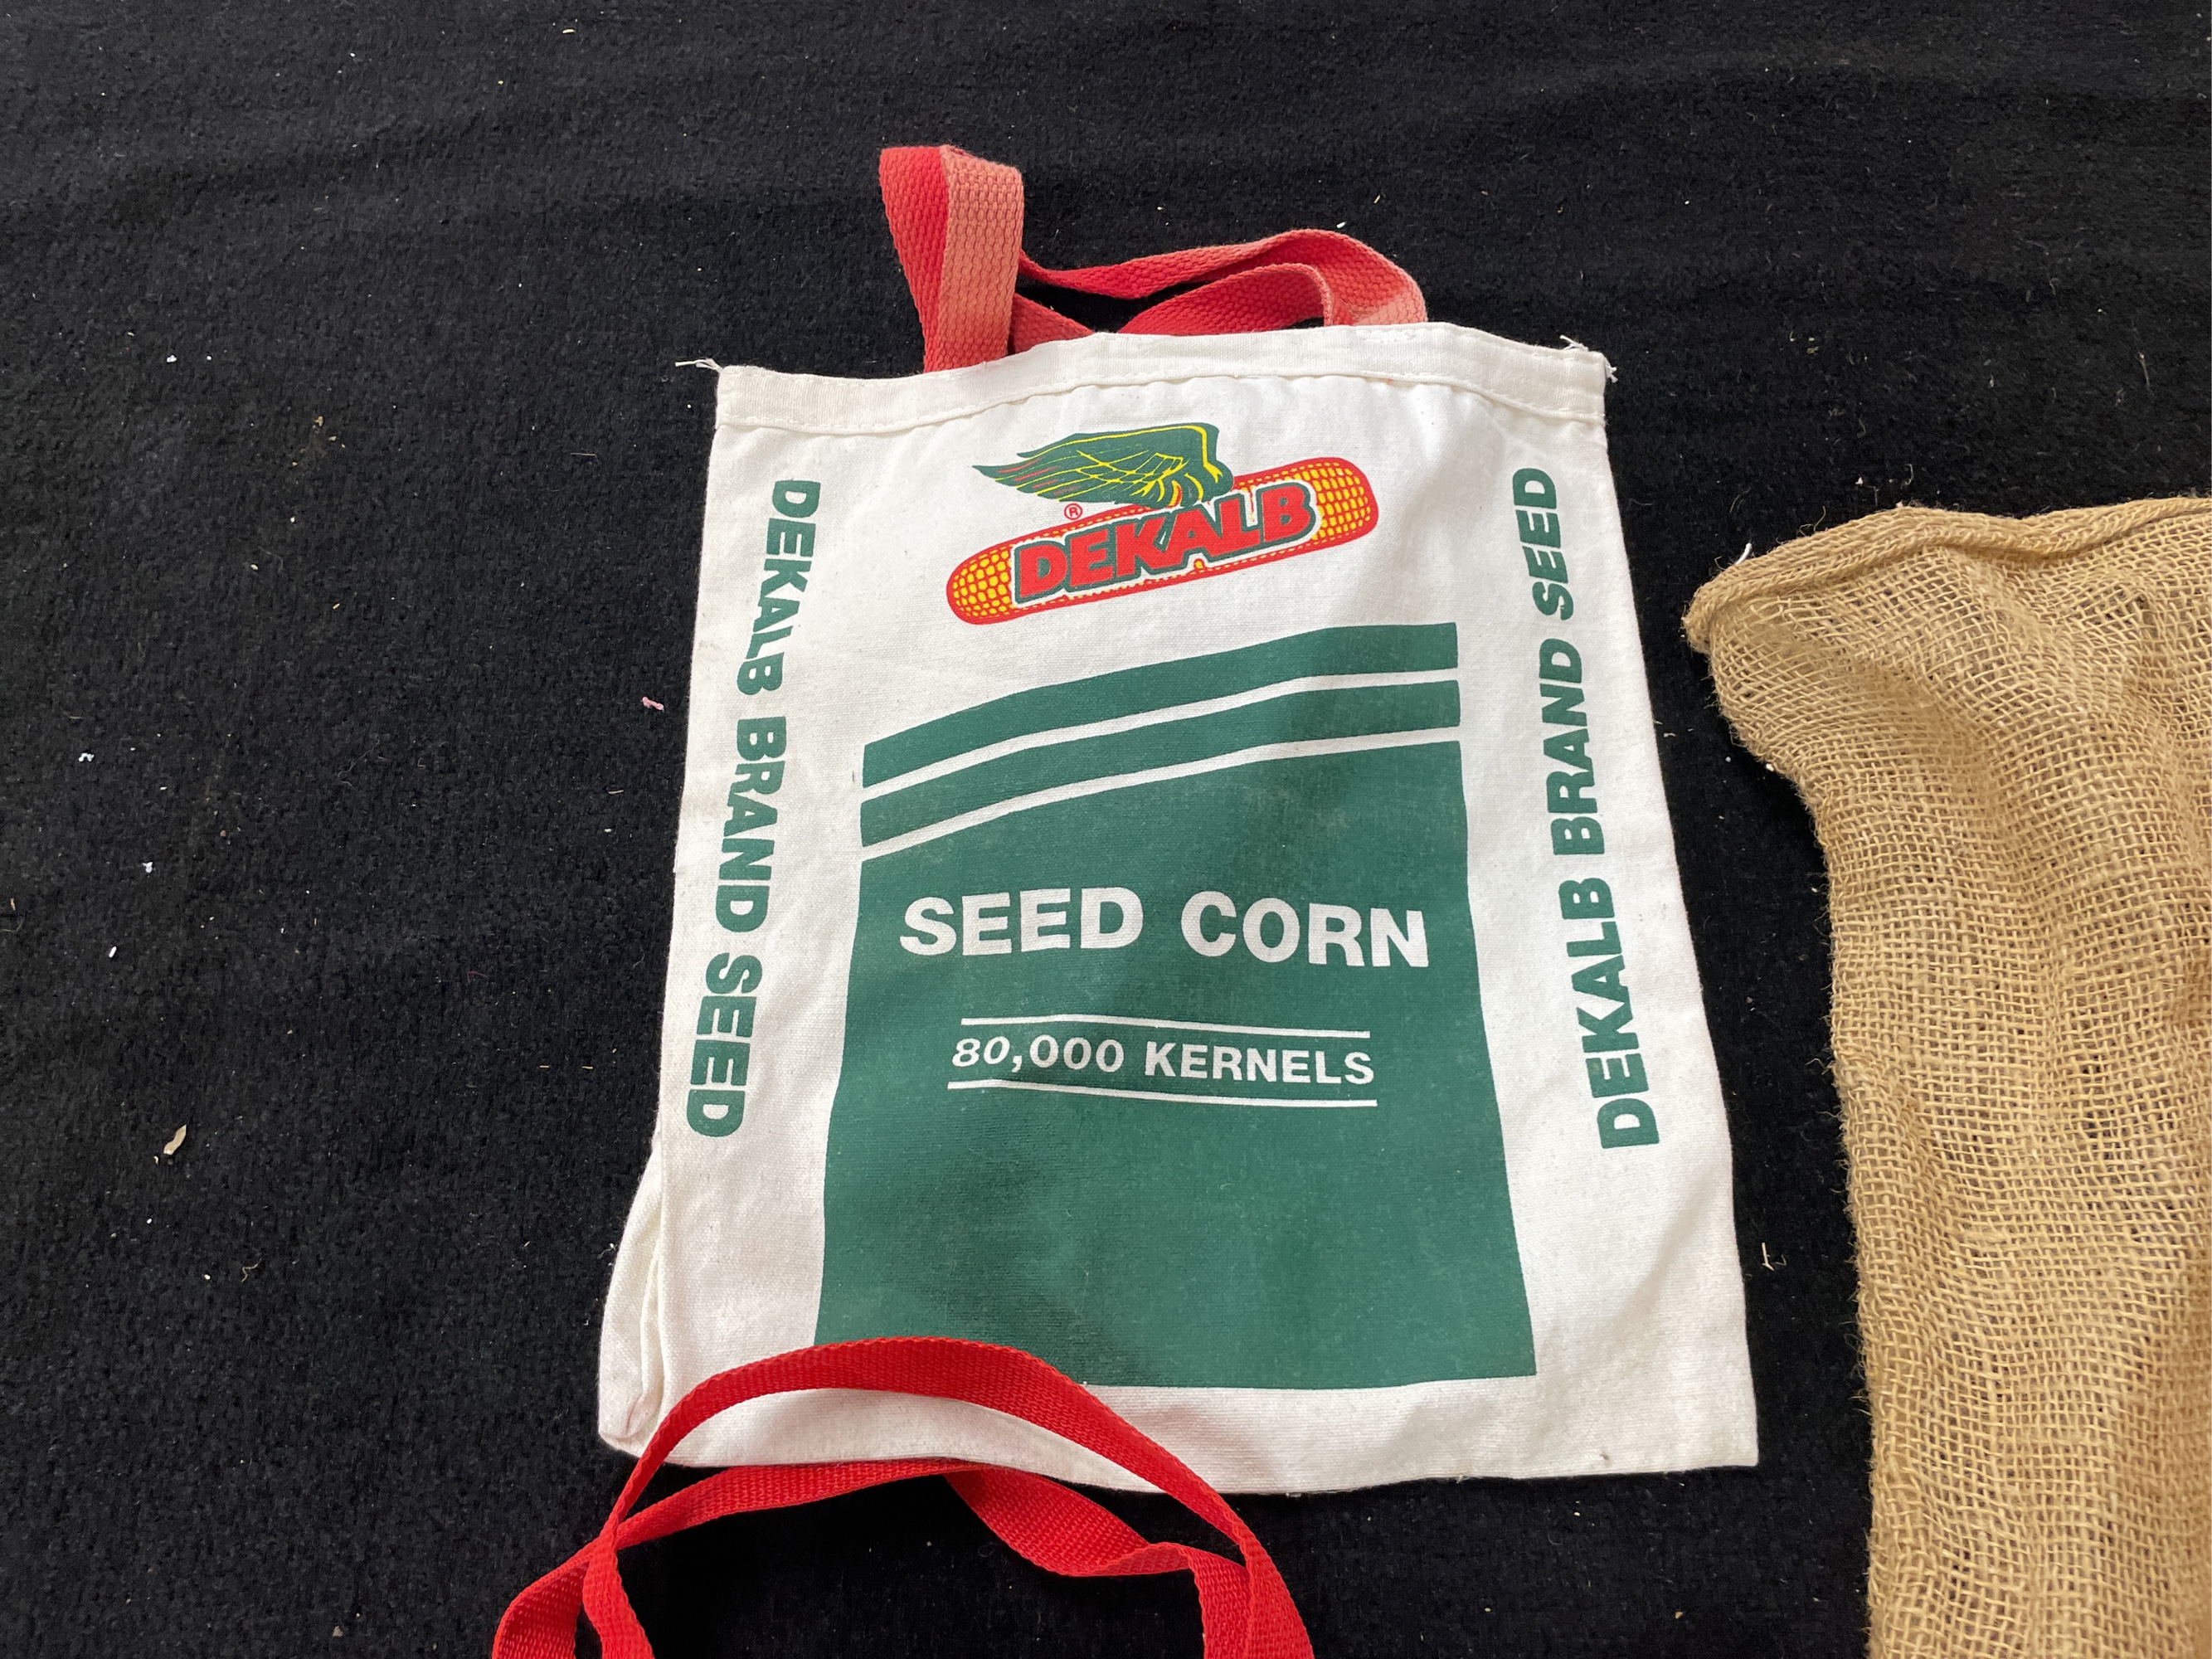 ®
DEKALB
DEKALB BRAND SEED
SEED CORN
80,000 KERNELS
DEKALB BRAND SEED